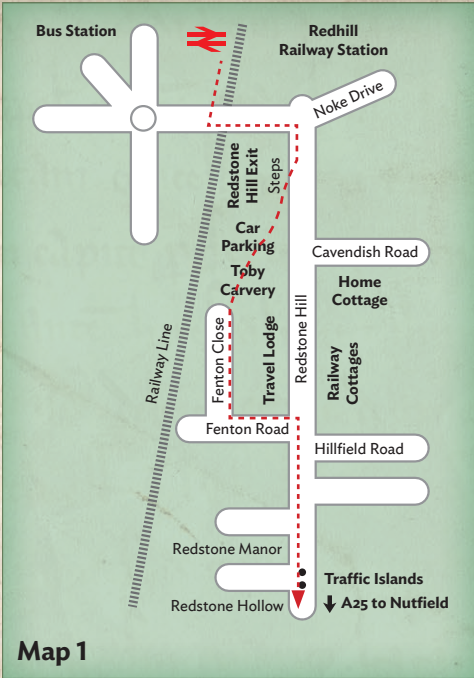 Bus Station
Redhill
Railway Station
Noke Drive
Redstone
Hill Exit
Steps
Car
Parking
Cavendish Road
Toby
Carvery
Home
Cottage
Railway Line
Fenton Close
Travel Lodge
Redstone Hill
Railway
Cottages
Fenton Road
Hillfield Road
Redstone Manor
Traffic Islands
Redstone Hollow
A25 to Nutfield
Map 1